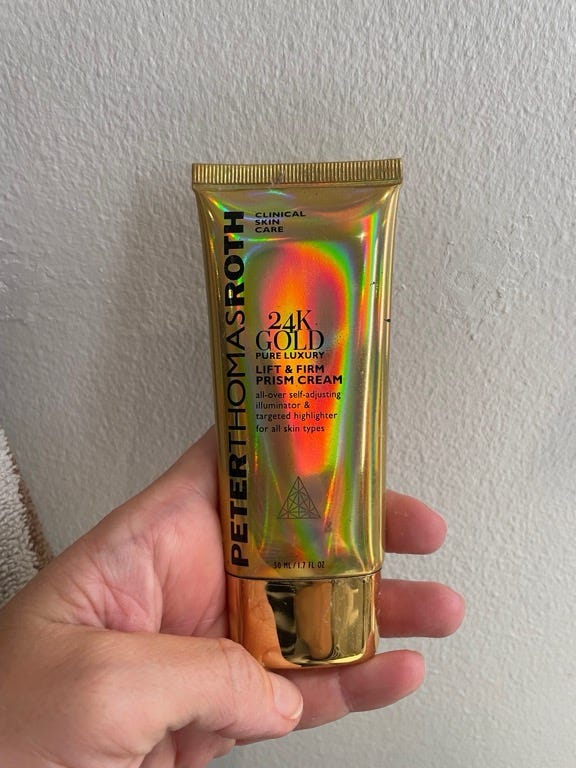 PETERTHOMASROTH
CLINICAL
SKIN
CARE
24K
GOLD
PURE LUXURY
LIFT & FIRM
PRISM CREAM
all-over self-adjusting
illuminator &
targeted highlighter
for all skin types
50 ML / 1.7 FL OZ